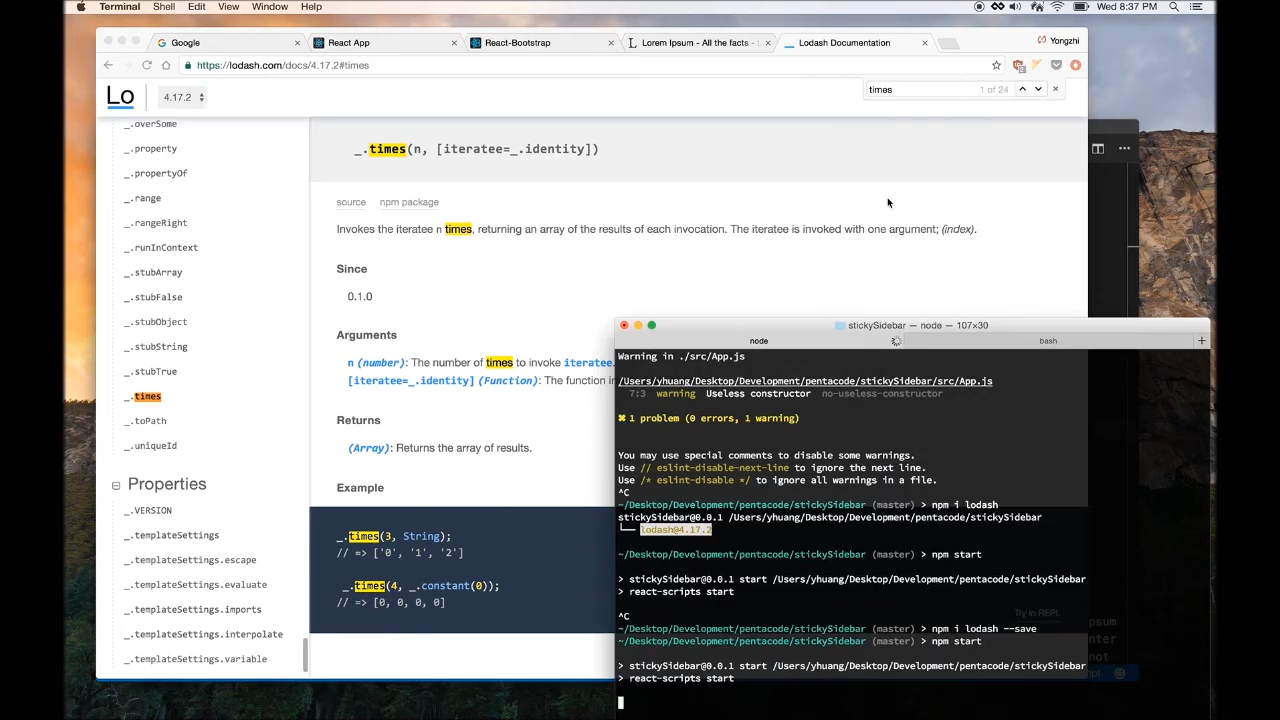 Terminal Shell Edit View Window Help Wed 8:37 PM
Google React App React-Bootstrap Lorem Ipsum - All the facts - L Lodash Documentation Yongzhi
https://lodash.com/docs/4.17.2#times
times 1 of 24
Lo 4.17.2
_.overSome
_.property
_.propertyOf
_.range
_.rangeRight
_.runInContext
_.stubArray
_.stubFalse
_.stubObject
_.stubString
_.stubTrue
_.times
_.toPath
_.uniqueId
Properties
_.VERSION
_.templateSettings
_.templateSettings.escape
_.templateSettings.evaluate
_.templateSettings.imports
_.templateSettings.interpolate
_.templateSettings.variable
_.times(n, [iteratee=_.identity])
source npm package
Invokes the iteratee n times, returning an array of the results of each invocation. The iteratee is invoked with one argument; (index).
Since
0.1.0
Arguments
n (number): The number of times to invoke iteratee.
[iteratee=_.identity] (Function): The function in
Returns
(Array): Returns the array of results.
Example
_.times(3, String);
// => ['0', '1', '2']
_.times(4, _.constant(0));
// => [0, 0, 0, 0]
stickySidebar — node — 107×30
node bash
Warning in ./src/App.js
/Users/yhuang/Desktop/Development/pentacode/stickySidebar/src/App.js
7:3 warning Useless constructor no-useless-constructor
✖ 1 problem (0 errors, 1 warning)
You may use special comments to disable some warnings.
Use // eslint-disable-next-line to ignore the next line.
Use /* eslint-disable */ to ignore all warnings in a file.
^C
~/Desktop/Development/pentacode/stickySidebar (master) > npm i lodash
stickySidebar@0.0.1 /Users/yhuang/Desktop/Development/pentacode/stickySidebar
└── lodash@4.17.2
~/Desktop/Development/pentacode/stickySidebar (master) > npm start
> stickySidebar@0.0.1 start /Users/yhuang/Desktop/Development/pentacode/stickySidebar
> react-scripts start
Try in REPL
^C
~/Desktop/Development/pentacode/stickySidebar (master) > npm i lodash --save
~/Desktop/Development/pentacode/stickySidebar (master) > npm start
> stickySidebar@0.0.1 start /Users/yhuang/Desktop/Development/pentacode/stickySidebar
> react-scripts start
psum
nter
not
pt